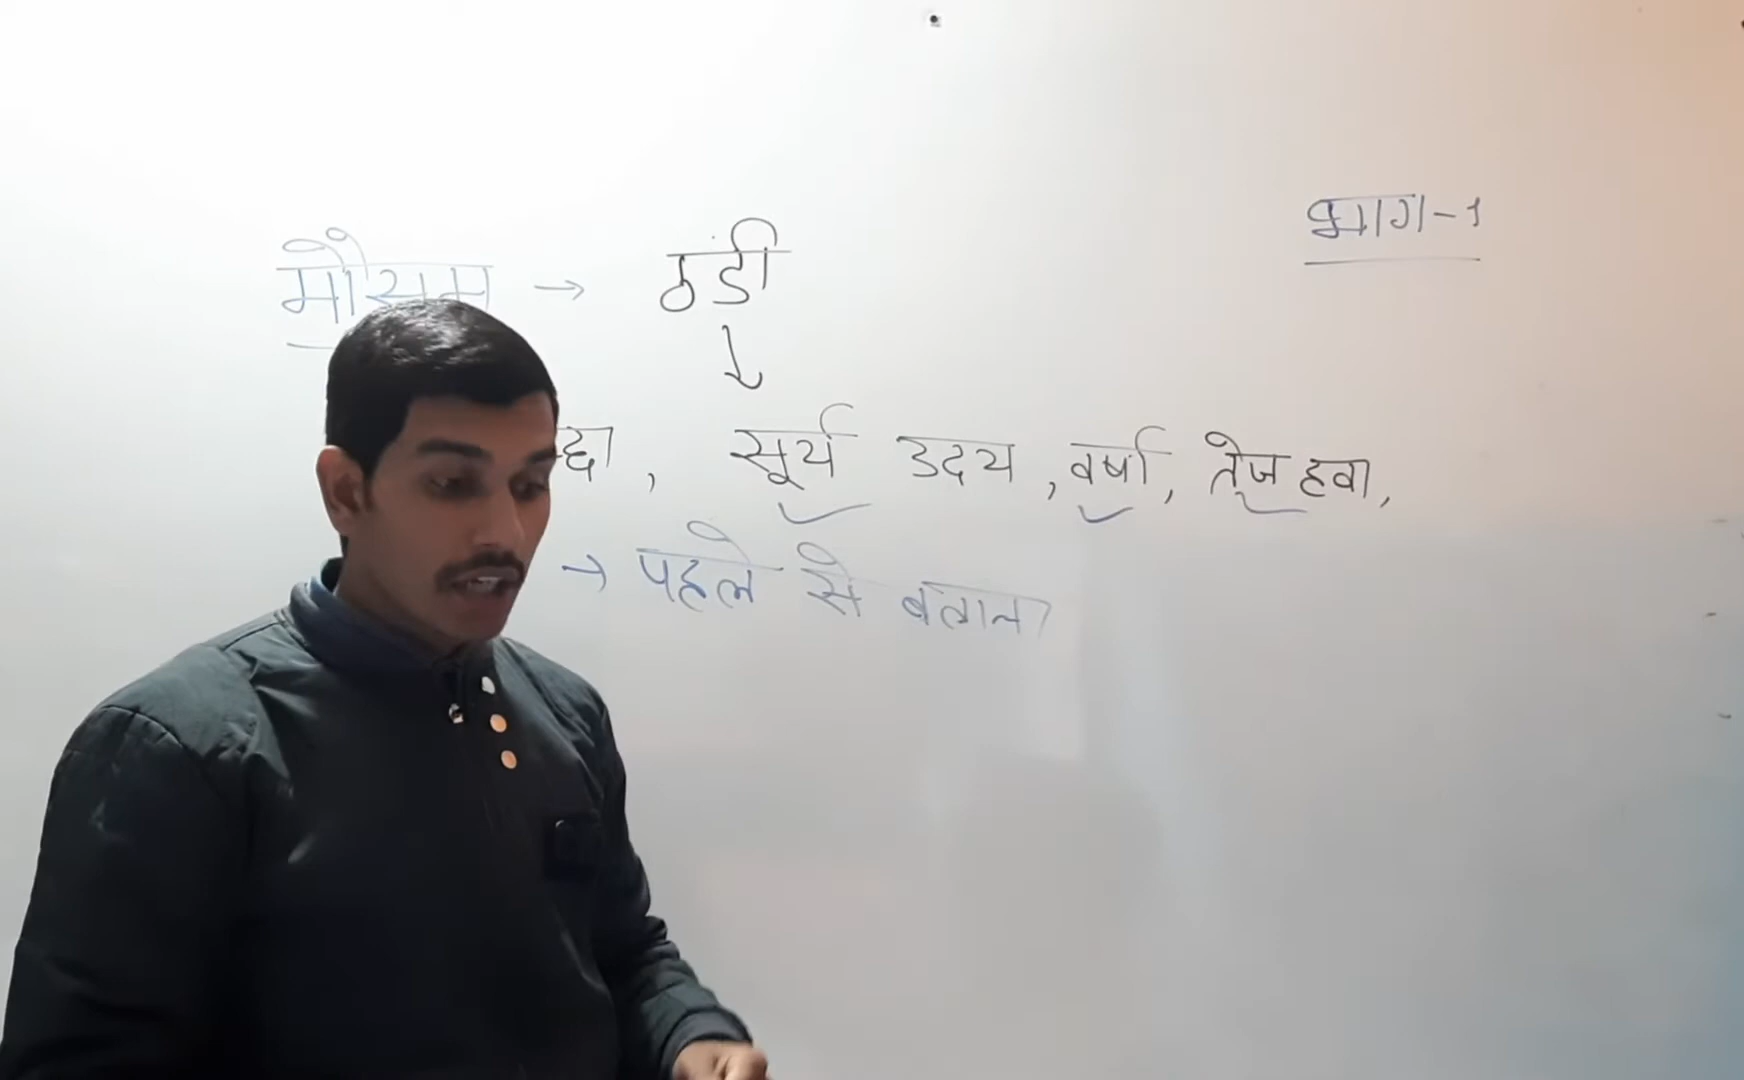 भाग-1
मौसम → ठंडी
↓
, सूर्य उदय, वर्षा, तेज हवा,
→ पहले से बताना